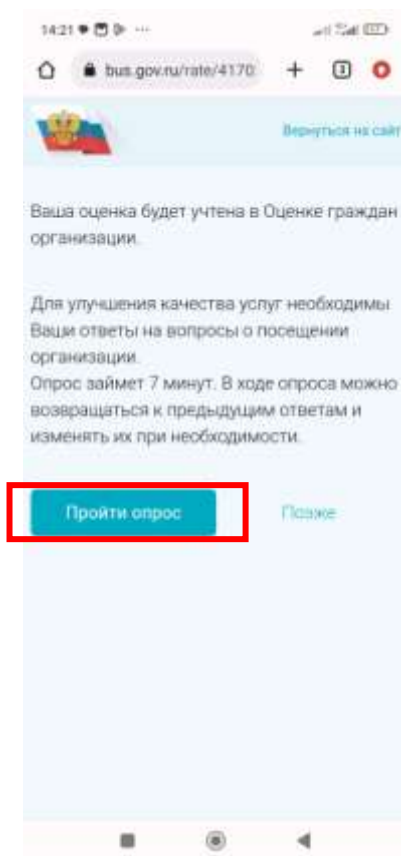 14:21
bus.gov.ru/rate/4170
3
Вернуться на сайт
Ваша оценка будет учтена в Оценке граждан
организации.
Для улучшения качества услуг необходимы
Ваши ответы на вопросы о посещении
организации.
Опрос займет 7 минут. В ходе опроса можно
возвращаться к предыдущим ответам и
изменять их при необходимости.
Пройти опрос
Позже